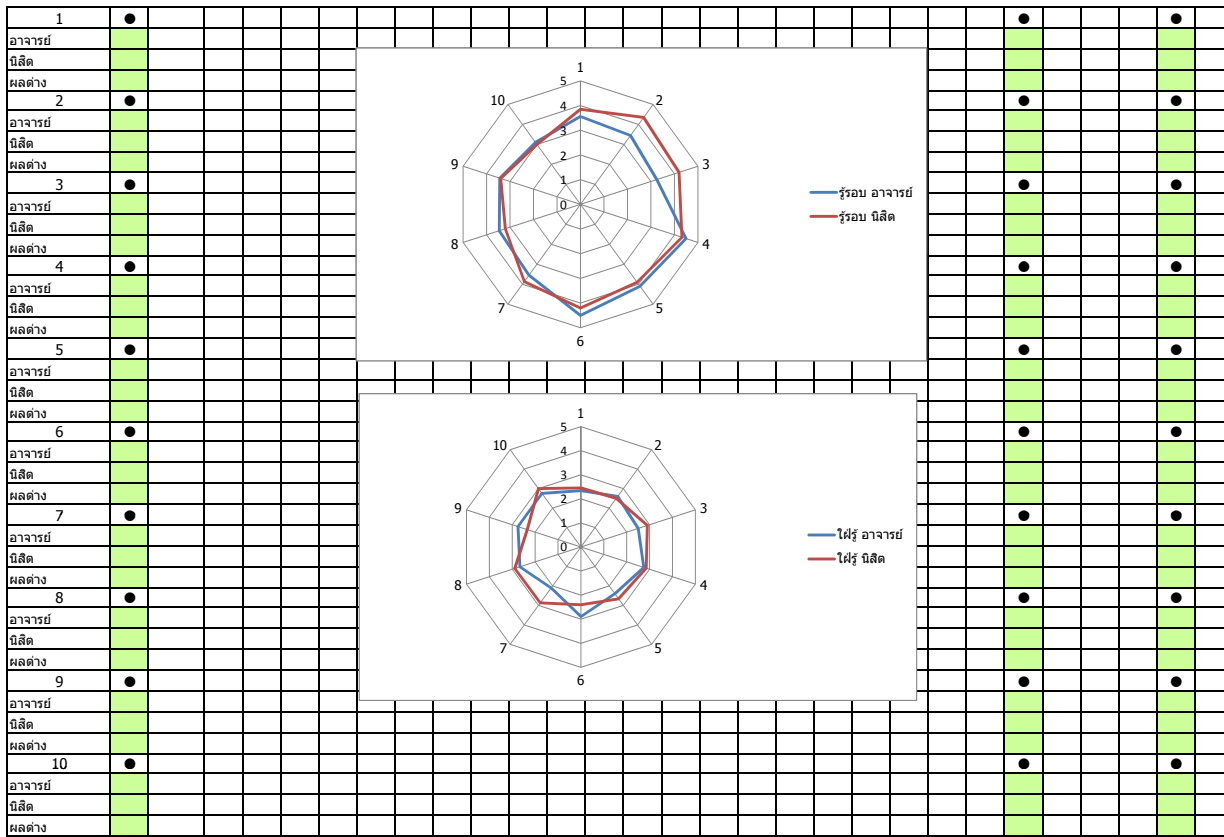 1 ● ● ●
อาจารย์
นิสิต
ผลต่าง
2 ● ● ●
อาจารย์
นิสิต
ผลต่าง
3 ● ● ●
อาจารย์
นิสิต
ผลต่าง
4 ● ● ●
อาจารย์
นิสิต
ผลต่าง
5 ● ● ●
อาจารย์
นิสิต
ผลต่าง
6 ● ● ●
อาจารย์
นิสิต
ผลต่าง
7 ● ● ●
อาจารย์
นิสิต
ผลต่าง
8 ● ● ●
อาจารย์
นิสิต
ผลต่าง
9 ● ● ●
อาจารย์
นิสิต
ผลต่าง
10 ● ● ●
อาจารย์
นิสิต
ผลต่าง
1
2
3
4
5
6
7
8
9
10
5
4
3
2
1
0
รู้รอบ อาจารย์
รู้รอบ นิสิต
1
2
3
4
5
6
7
8
9
10
5
4
3
2
1
0
ใฝ่รู้ อาจารย์
ใฝ่รู้ นิสิต